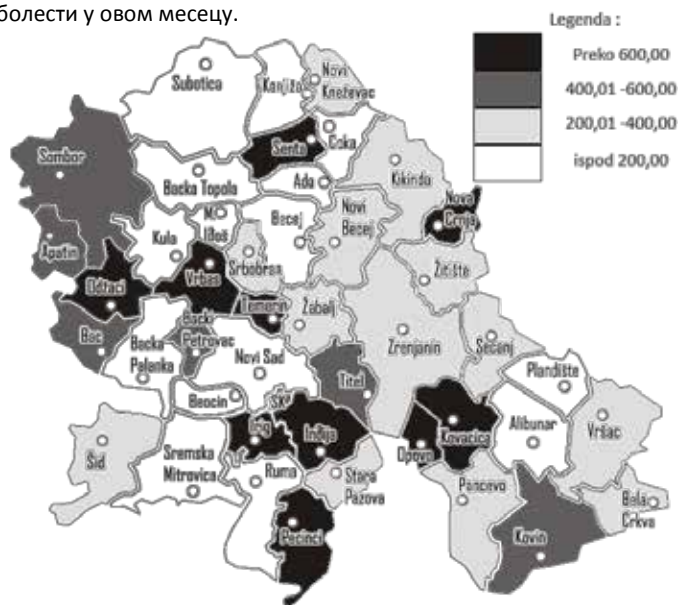 болести у овом месецу.
Legenda :
Preko 600,00
400,01 -600,00
200,01 -400,00
ispod 200,00
Subotica
Kanjiža
Novi
Kneževac
Senta
Coka
Sombor
Backa Topola
Ada
Kikinda
Nova
Crnja
M.
Iđoš
Becej
Novi
Becej
Apatin
Kula
Vrbas
Srbobran
Žitište
Odžaci
Temerin
Žabalj
Zrenjanin
Secanj
Bac
Backa
Palanka
Backi
Petrovac
Novi Sad
Titel
Plandište
Beocin
SK
Irig
Inđija
Opovo
Kovacica
Alibunar
Vršac
Šid
Sremska
Mitrovica
Ruma
Stara
Pazova
Pancevo
Bela
Crkva
Pecinci
Kovin